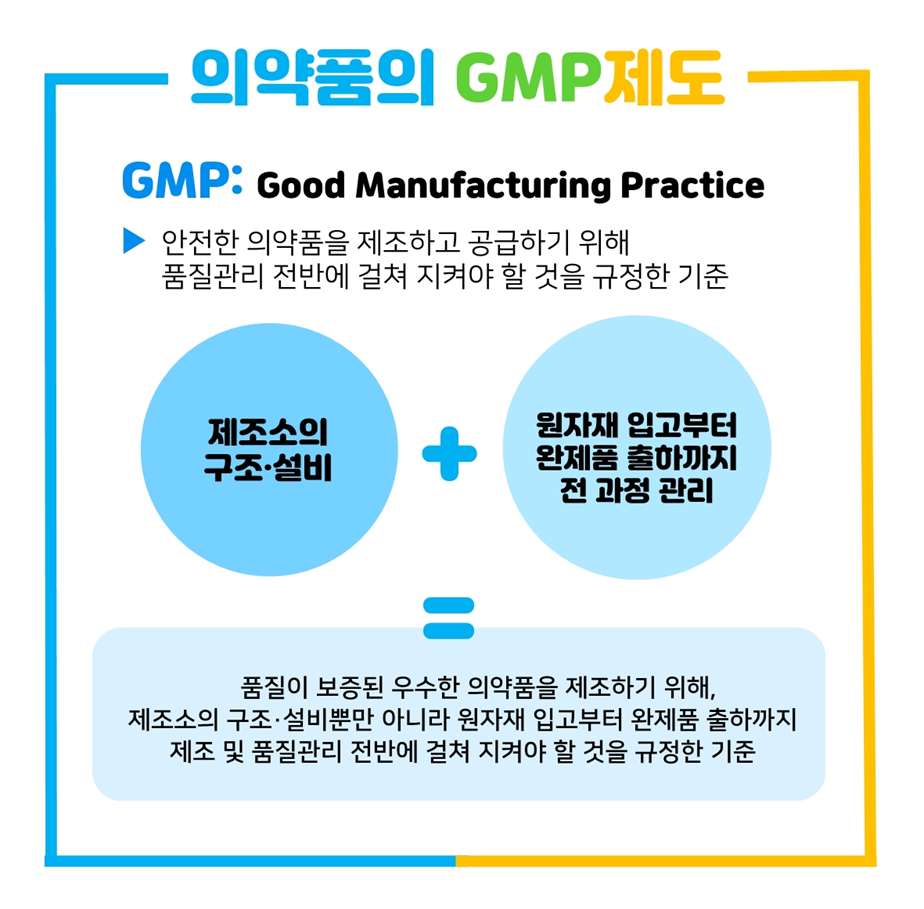 의약품의 GMP제도
GMP: Good Manufacturing Practice
▶ 안전한 의약품을 제조하고 공급하기 위해
품질관리 전반에 걸쳐 지켜야 할 것을 규정한 기준
제조소의
구조·설비
+
원자재 입고부터
완제품 출하까지
전 과정 관리
=
품질이 보증된 우수한 의약품을 제조하기 위해,
제조소의 구조·설비뿐만 아니라 원자재 입고부터 완제품 출하까지
제조 및 품질관리 전반에 걸쳐 지켜야 할 것을 규정한 기준